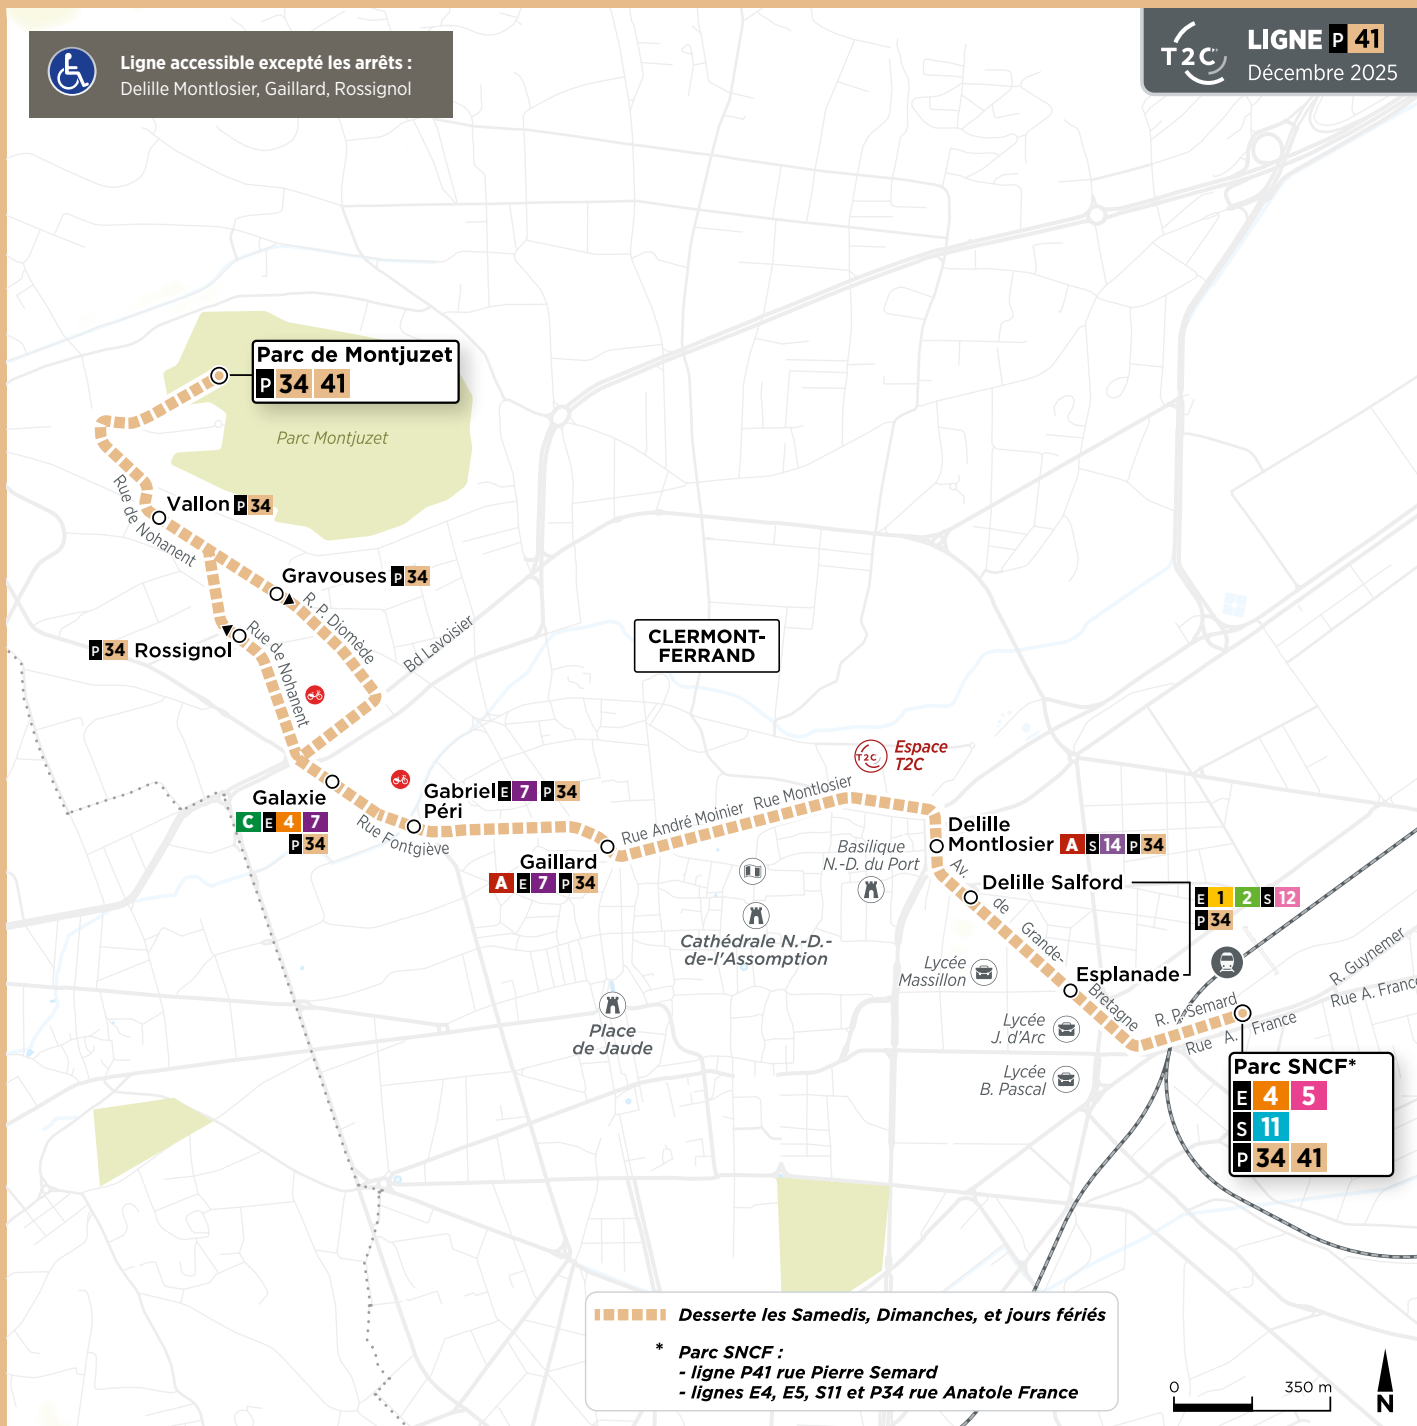 Ligne accessible excepté les arrêts :
Delille Montlosier, Gaillard, Rossignol
T2C
LIGNE P 41
Décembre 2025
Parc de Montjuzet
P 34 41
Parc Montjuzet
Vallon P 34
Rue de Nohanent
Gravouses P 34
R. P. Diomède
Bd Lavoisier
P 34 Rossignol
Rue de Nohanent
CLERMONT-
FERRAND
Espace
T2C
T2C
Galaxie
C E 4 7
P 34
Gabriel E 7 P 34
Péri
Rue Fontgiève
Gaillard
A E 7 P 34
Rue André Moinier
Rue Montlosier
Basilique
N.-D. du Port
Delille
Montlosier A S 14 P 34
Delille Salford
E 1 2 S 12
P 34
Av. de Grande-Bretagne
Cathédrale N.-D.-
de-l'Assomption
Lycée
Massillon
Esplanade
Place
de Jaude
Lycée
J. d'Arc
Lycée
B. Pascal
R. P. Semard
Rue A. France
R. Guynemer
Rue A. France
Parc SNCF*
E 4 5
S 11
P 34 41
Desserte les Samedis, Dimanches, et jours fériés
* Parc SNCF :
- ligne P41 rue Pierre Semard
- lignes E4, E5, S11 et P34 rue Anatole France
0 350 m
N